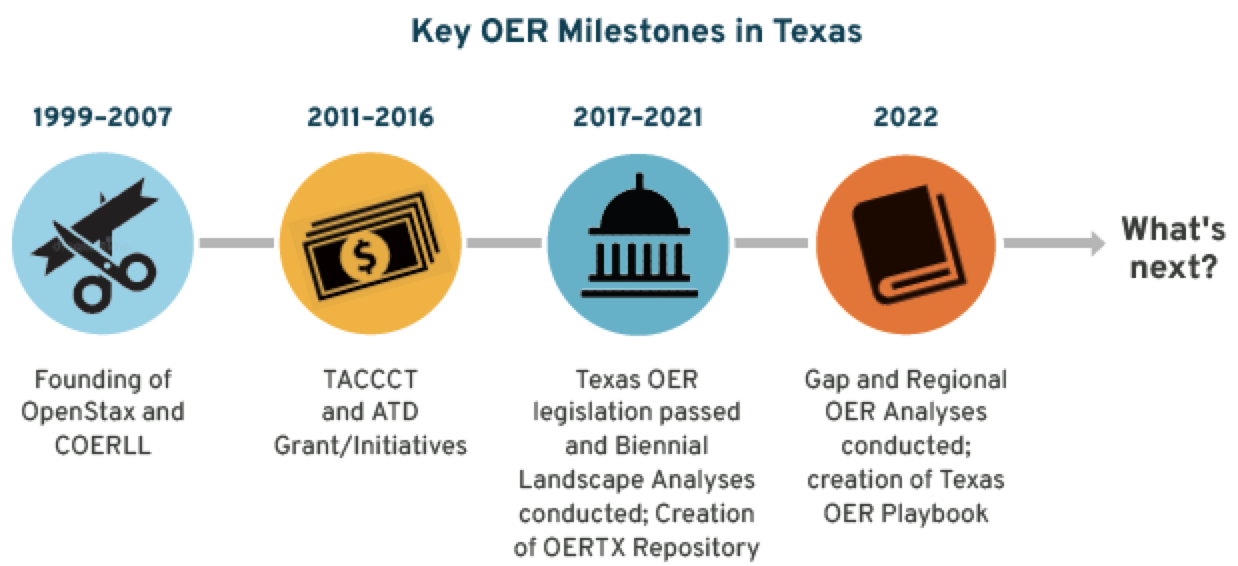 Key OER Milestones in Texas
1999–2007
Founding of
OpenStax and
COERLL
2011–2016
$
TACCCT
and ATD
Grant/Initiatives
2017–2021
Texas OER
legislation passed
and Biennial
Landscape Analyses
conducted; Creation
of OERTX Repository
2022
Gap and Regional
OER Analyses
conducted;
creation of Texas
OER Playbook
What's
next?